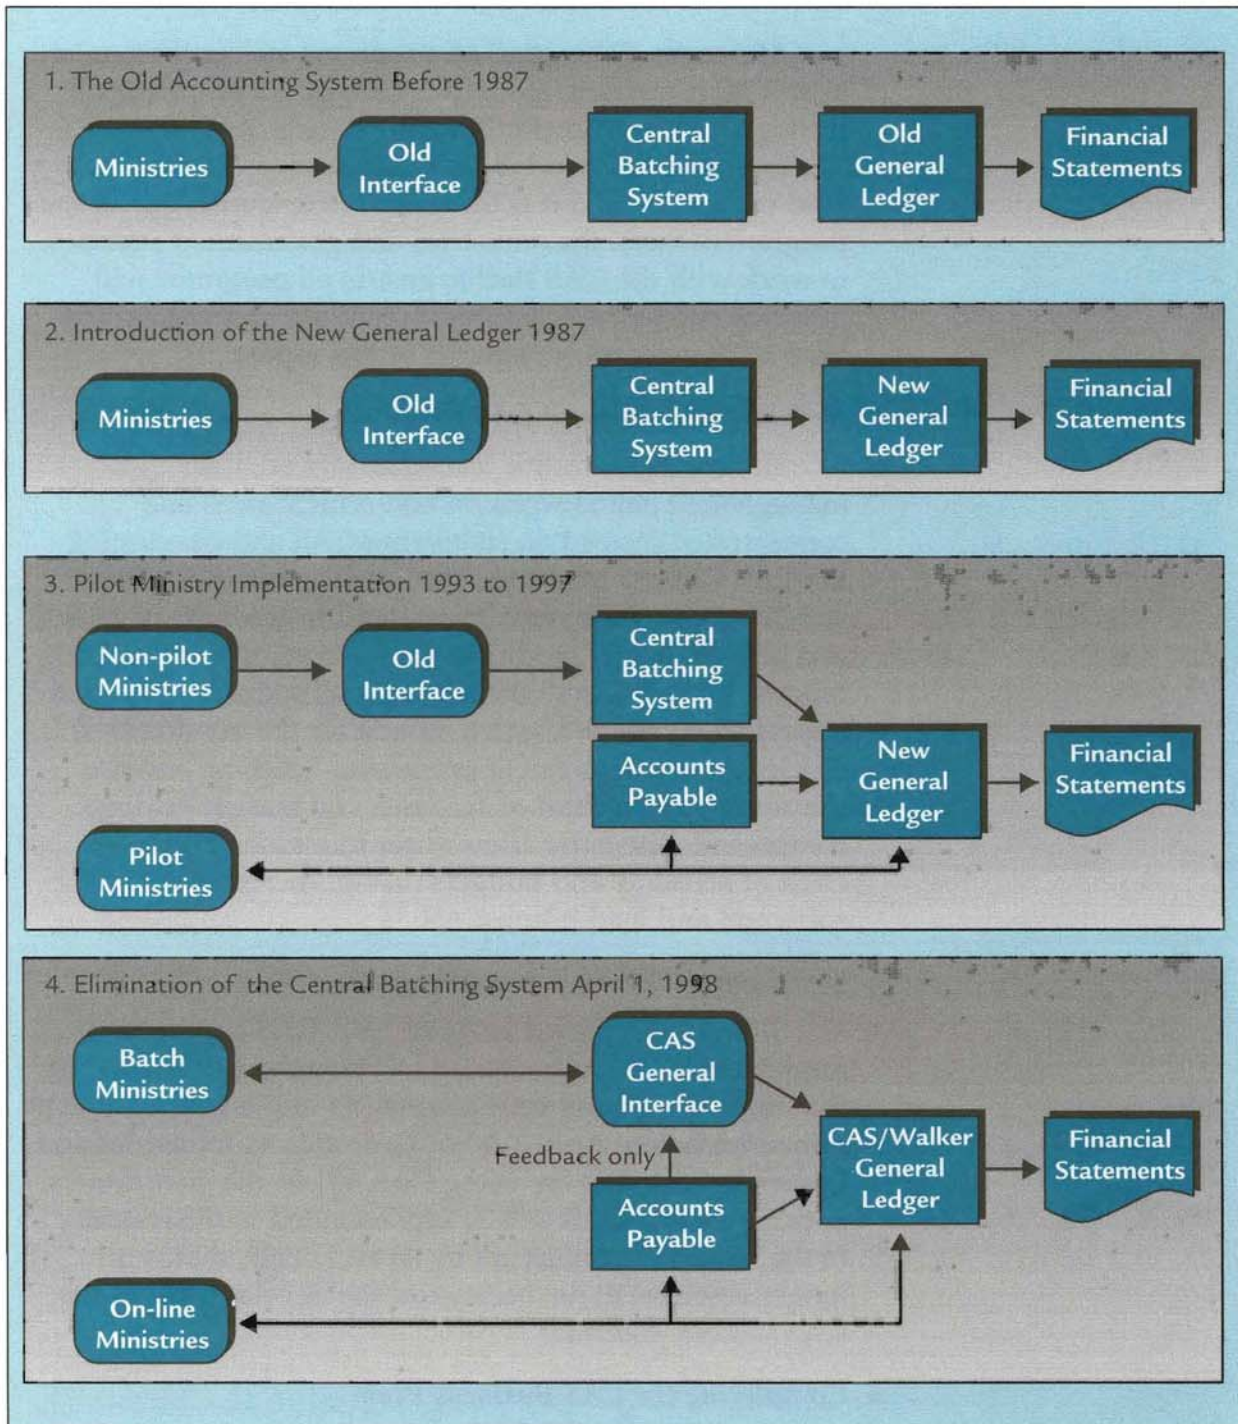 1. The Old Accounting System Before 1987
Ministries
Old
Interface
Central
Batching
System
Old
General
Ledger
Financial
Statements
2. Introduction of the New General Ledger 1987
Ministries
Old
Interface
Central
Batching
System
New
General
Ledger
Financial
Statements
3. Pilot Ministry Implementation 1993 to 1997
Non-pilot
Ministries
Old
Interface
Central
Batching
System
Accounts
Payable
New
General
Ledger
Financial
Statements
Pilot
Ministries
4. Elimination of the Central Batching System April 1, 1998
Batch
Ministries
CAS
General
Interface
Feedback only
Accounts
Payable
CAS/Walker
General
Ledger
Financial
Statements
On-line
Ministries